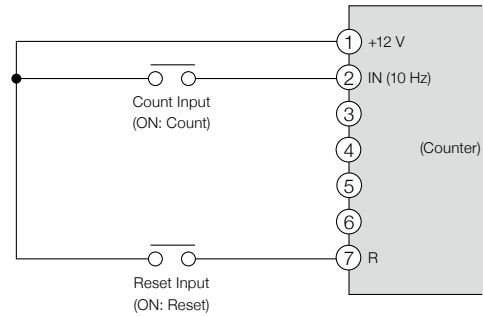 1 +12 V
2 IN (10 Hz)
Count Input
(ON: Count)
3
4 (Counter)
5
6
7 R
Reset Input
(ON: Reset)